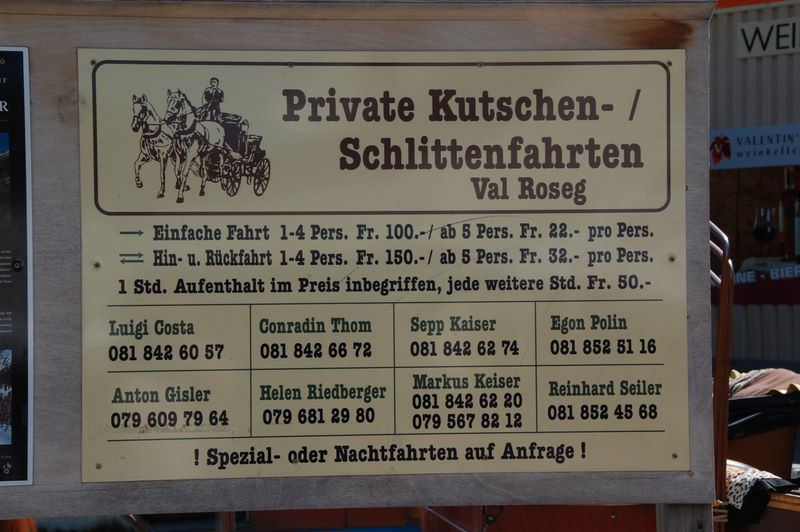 Private Kutschen- /
Schlittenfahrten
Val Roseg
→ Einfache Fahrt 1-4 Pers. Fr. 100.-/ ab 5 Pers. Fr. 22.- pro Pers.
Hin- u. Rückfahrt 1-4 Pers. Fr. 150.-/ ab 5 Pers. Fr. 32.- pro Pers.
1 Std. Aufenthalt im Preis inbegriffen, jede weitere Std. Fr. 50.-
Luigi Costa
081 842 60 57
Conradin Thom
081 842 66 72
Sepp Kaiser
081 842 62 74
Egon Polin
081 852 51 16
Anton Gisler
079 609 79 64
Helen Riedberger
079 681 29 80
Markus Keiser
081 842 62 20
079 567 82 12
Reinhard Seiler
081 852 45 68
! Spezial- oder Nachtfahrten auf Anfrage !
WEI
VALENTIN'
weinkelle
NE - BIER